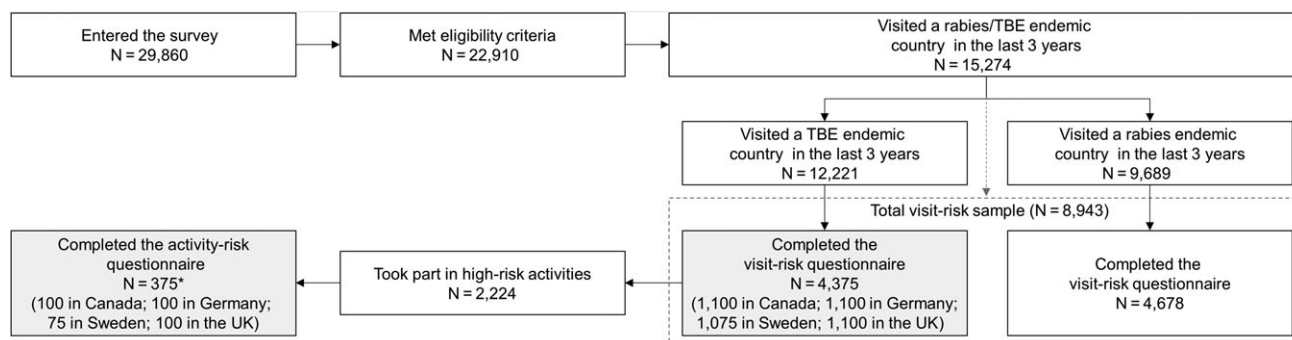 Entered the survey
N = 29,860
Met eligibility criteria
N = 22,910
Visited a rabies/TBE endemic
country in the last 3 years
N = 15,274
Visited a TBE endemic
country in the last 3 years
N = 12,221
Visited a rabies endemic
country in the last 3 years
N = 9,689
Total visit-risk sample (N = 8,943)
Completed the activity-risk
questionnaire
N = 375*
(100 in Canada; 100 in Germany;
75 in Sweden; 100 in the UK)
Took part in high-risk activities
N = 2,224
Completed the
visit-risk questionnaire
N = 4,375
(1,100 in Canada; 1,100 in Germany;
1,075 in Sweden; 1,100 in the UK)
Completed the
visit-risk questionnaire
N = 4,678